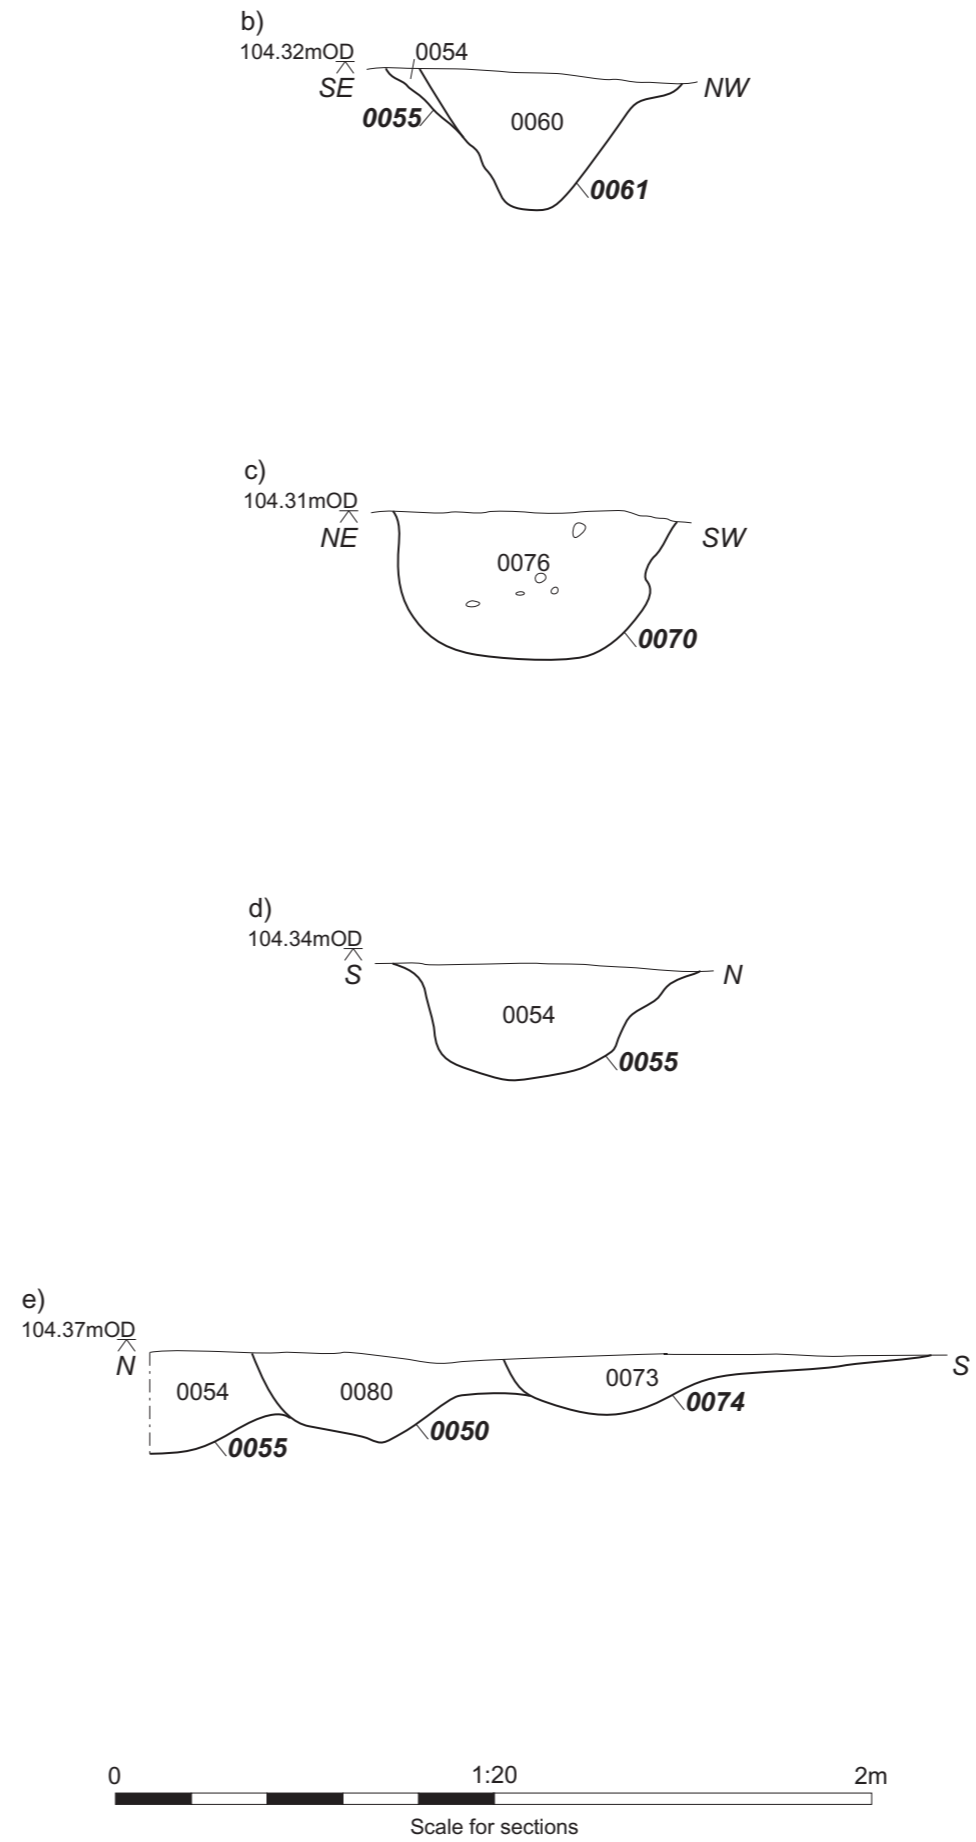 b)
104.32mOD
0054
SE
NW
0055
0060
0061
c)
104.31mOD
NE
SW
0076
0070
d)
104.34mOD
S
N
0054
0055
e)
104.37mOD
N
S
0054
0080
0073
0074
0050
0055
0
1:20
2m
Scale for sections